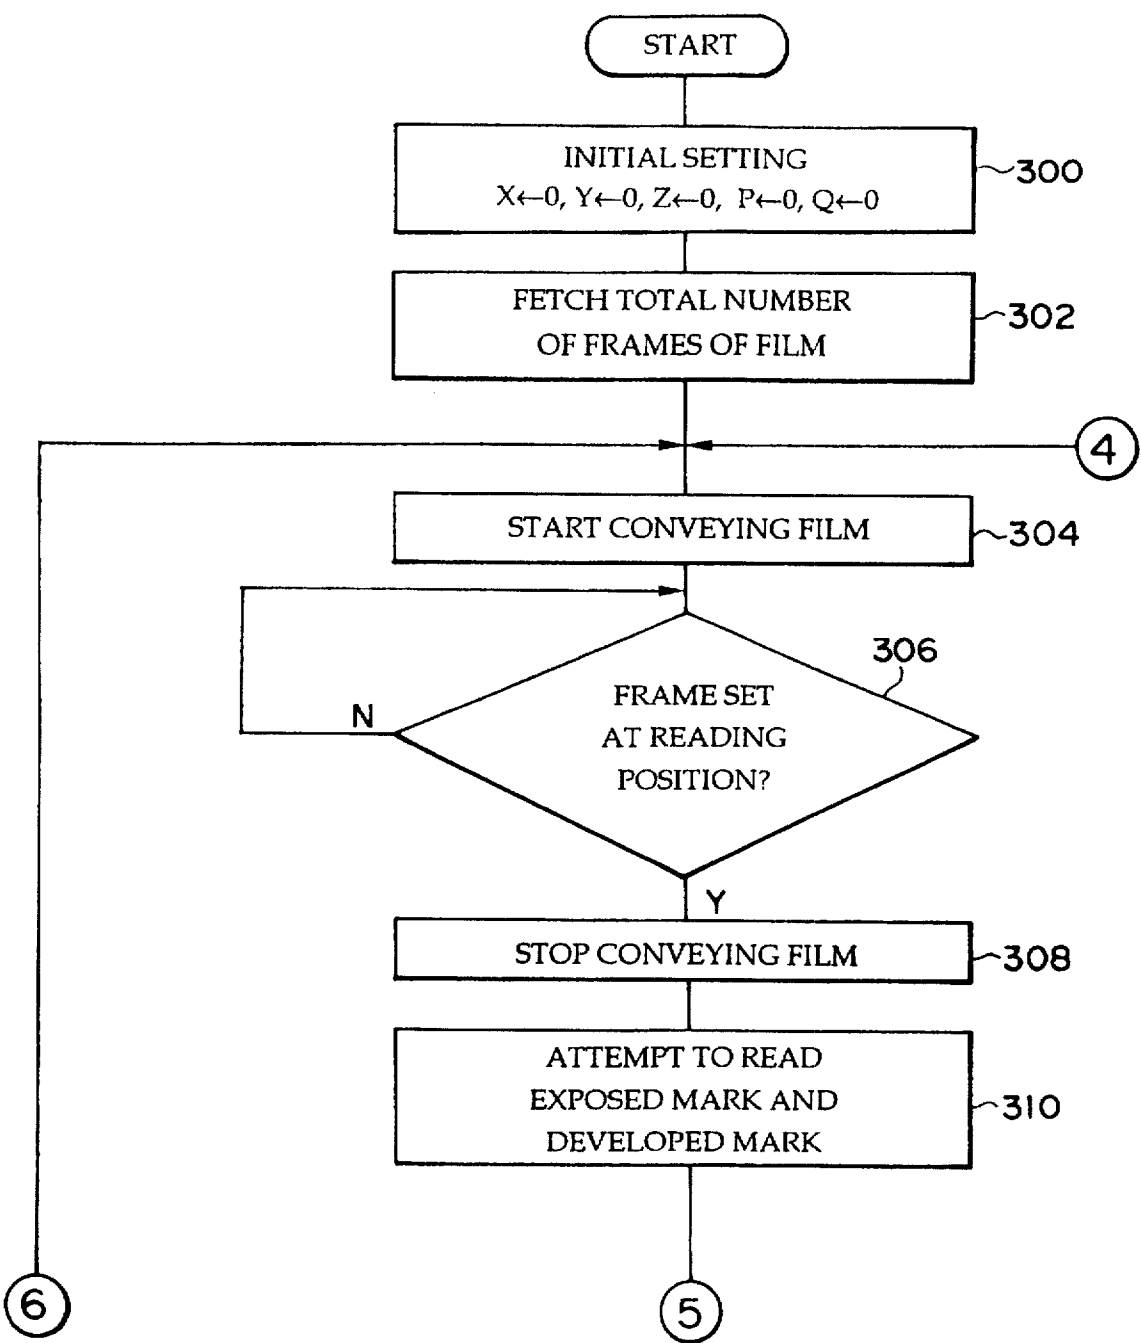 START
INITIAL SETTING
X←0, Y←0, Z←0, P←0, Q←0
300
FETCH TOTAL NUMBER
OF FRAMES OF FILM
302
4
START CONVEYING FILM
304
306
FRAME SET
AT READING
POSITION?
N
Y
STOP CONVEYING FILM
308
ATTEMPT TO READ
EXPOSED MARK AND
DEVELOPED MARK
310
6
5